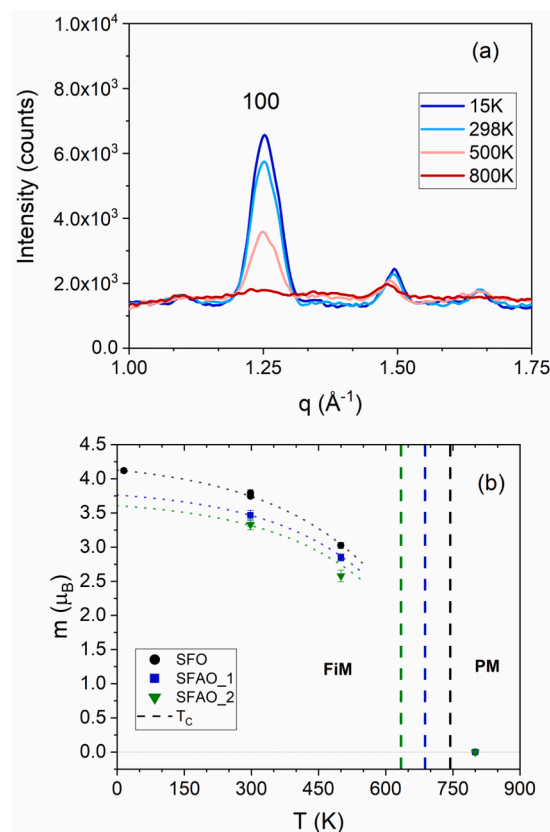 (a)
100
15K
298K
500K
800K
Intensity (counts)
1.0x10⁴
8.0x10³
6.0x10³
4.0x10³
2.0x10³
0.0
1.00 1.25 1.50 1.75
q (Å⁻¹)
(b)
m (μ_B)
4.5
4.0
3.5
3.0
2.5
2.0
1.5
1.0
0.5
0.0
FiM
PM
SFO
SFAO_1
SFAO_2
T_C
0 150 300 450 600 750 900
T (K)